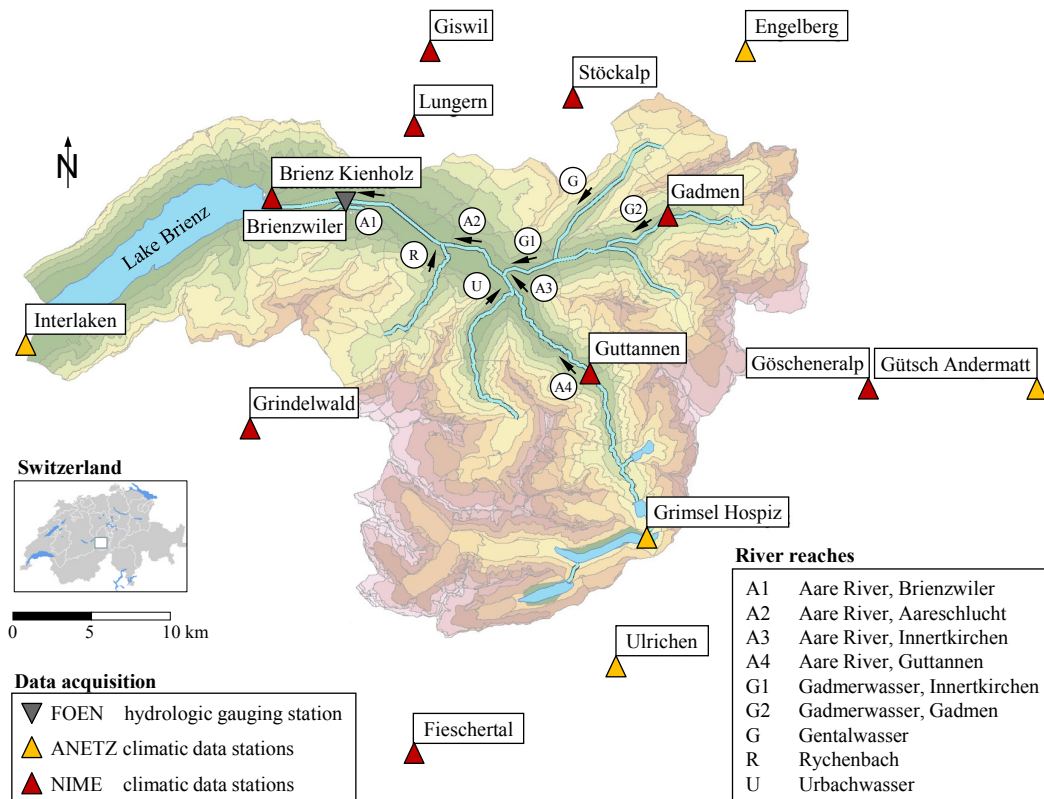 Giswil
Engelberg
Stöckalp
Lungern
N
Brienz Kienholz
G
Gadmen
Brienzwiler
A1
A2
G1
G2
Lake Brienz
R
U
A3
Interlaken
Guttannen
A4
Göscheneralp
Gütsch Andermatt
Grindelwald
Switzerland
Grimsel Hospiz
0 5 10 km
Ulrichen
Fieschertal
Data acquisition
FOEN hydrologic gauging station
ANETZ climatic data stations
NIME climatic data stations
River reaches
A1 Aare River, Brienzwiler
A2 Aare River, Aareschlucht
A3 Aare River, Innertkirchen
A4 Aare River, Guttannen
G1 Gadmerwasser, Innertkirchen
G2 Gadmerwasser, Gadmen
G Gentalwasser
R Rychenbach
U Urbachwasser